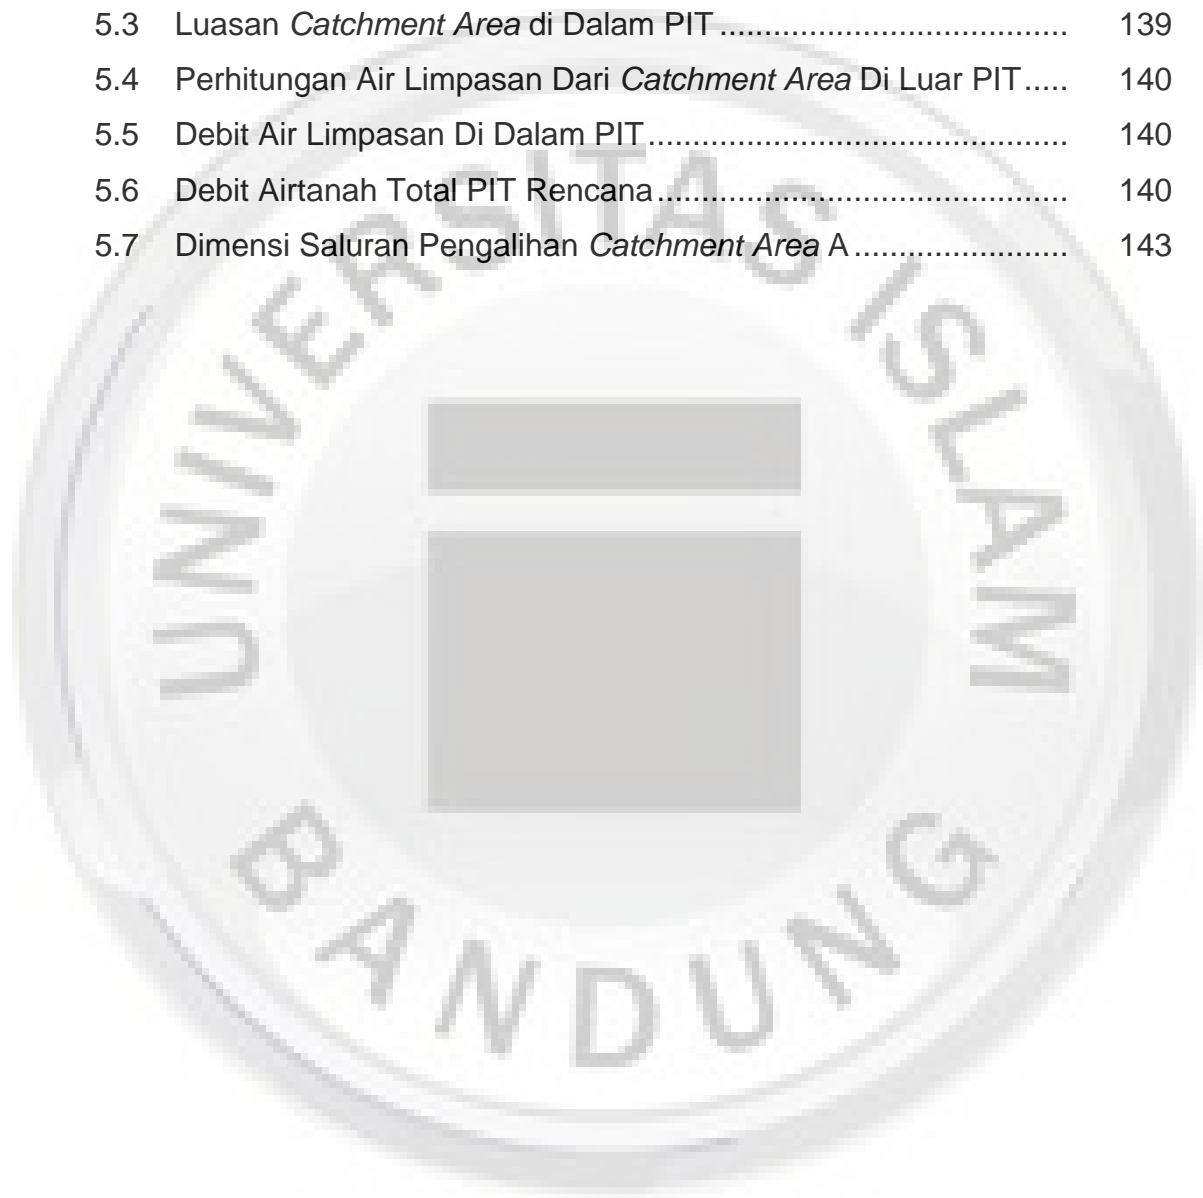 5.3 Luasan Catchment Area di Dalam PIT ....................................... 139
5.4 Perhitungan Air Limpasan Dari Catchment Area Di Luar PIT ..... 140
5.5 Debit Air Limpasan Di Dalam PIT ............................................... 140
5.6 Debit Airtanah Total PIT Rencana .............................................. 140
5.7 Dimensi Saluran Pengalihan Catchment Area A ........................ 143
UNIVERSITAS ISLAM
BANDUNG